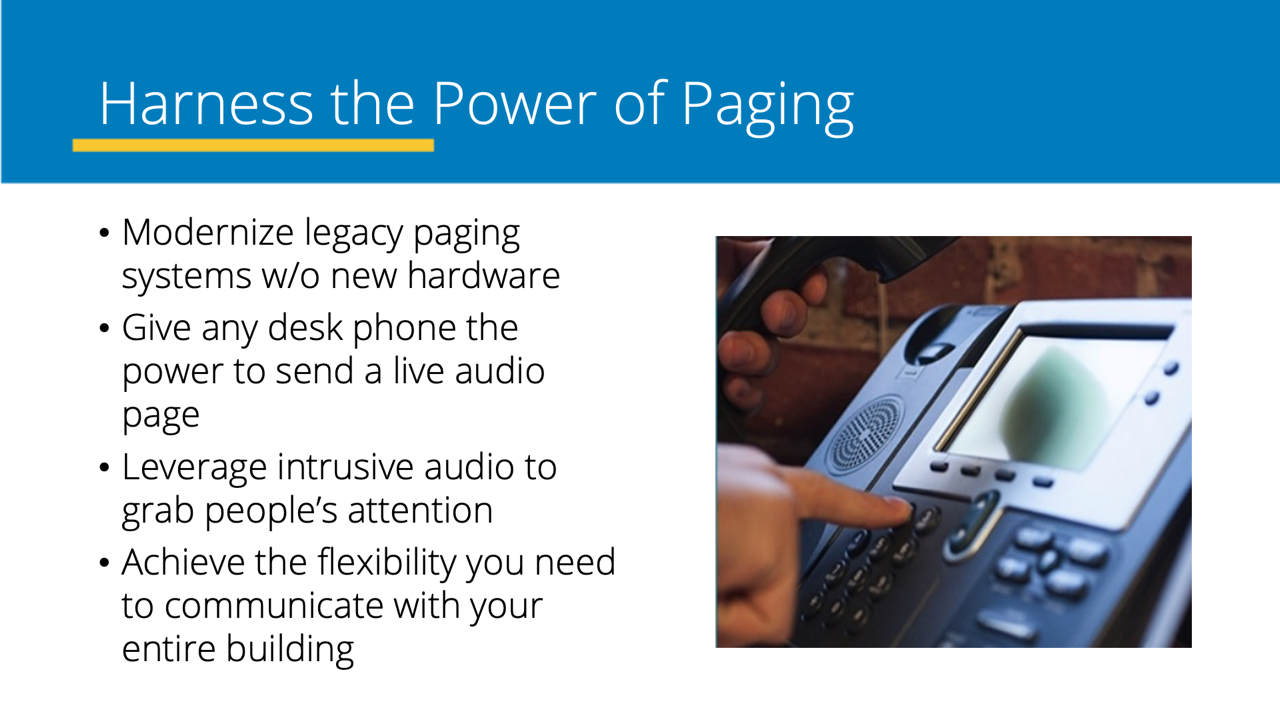 Harness the Power of Paging
• Modernize legacy paging
systems w/o new hardware
• Give any desk phone the
power to send a live audio
page
• Leverage intrusive audio to
grab people’s attention
• Achieve the flexibility you need
to communicate with your
entire building